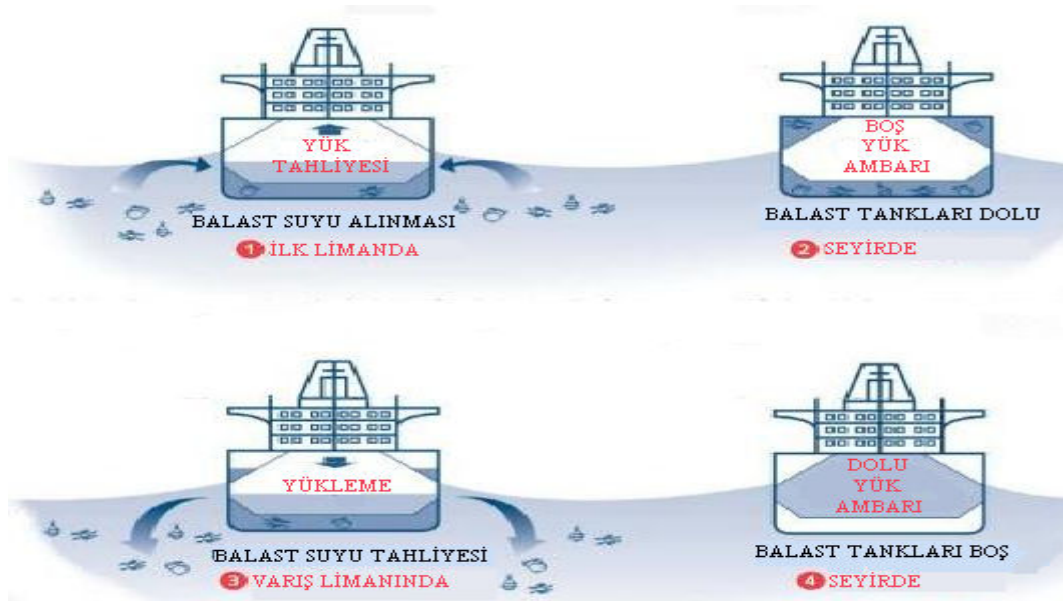 YÜK
TAHLİYESİ
BALAST SUYU ALINMASI
1 İLK LİMANDA
BOŞ
YÜK
AMBARI
BALAST TANKLARI DOLU
2 SEYİRDE
YÜKLEME
BALAST SUYU TAHLİYESİ
3 VARIŞ LİMANINDA
DOLU
YÜK
AMBARI
BALAST TANKLARI BOŞ
4 SEYİRDE